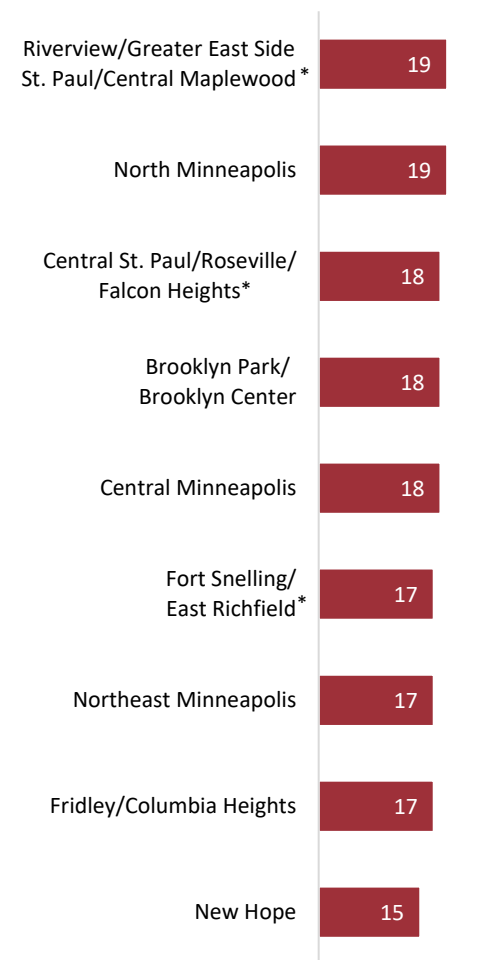 Riverview/Greater East Side
St. Paul/Central Maplewood*
19
North Minneapolis
19
Central St. Paul/Roseville/
Falcon Heights*
18
Brooklyn Park/
Brooklyn Center
18
Central Minneapolis
18
Fort Snelling/
East Richfield*
17
Northeast Minneapolis
17
Fridley/Columbia Heights
17
New Hope
15